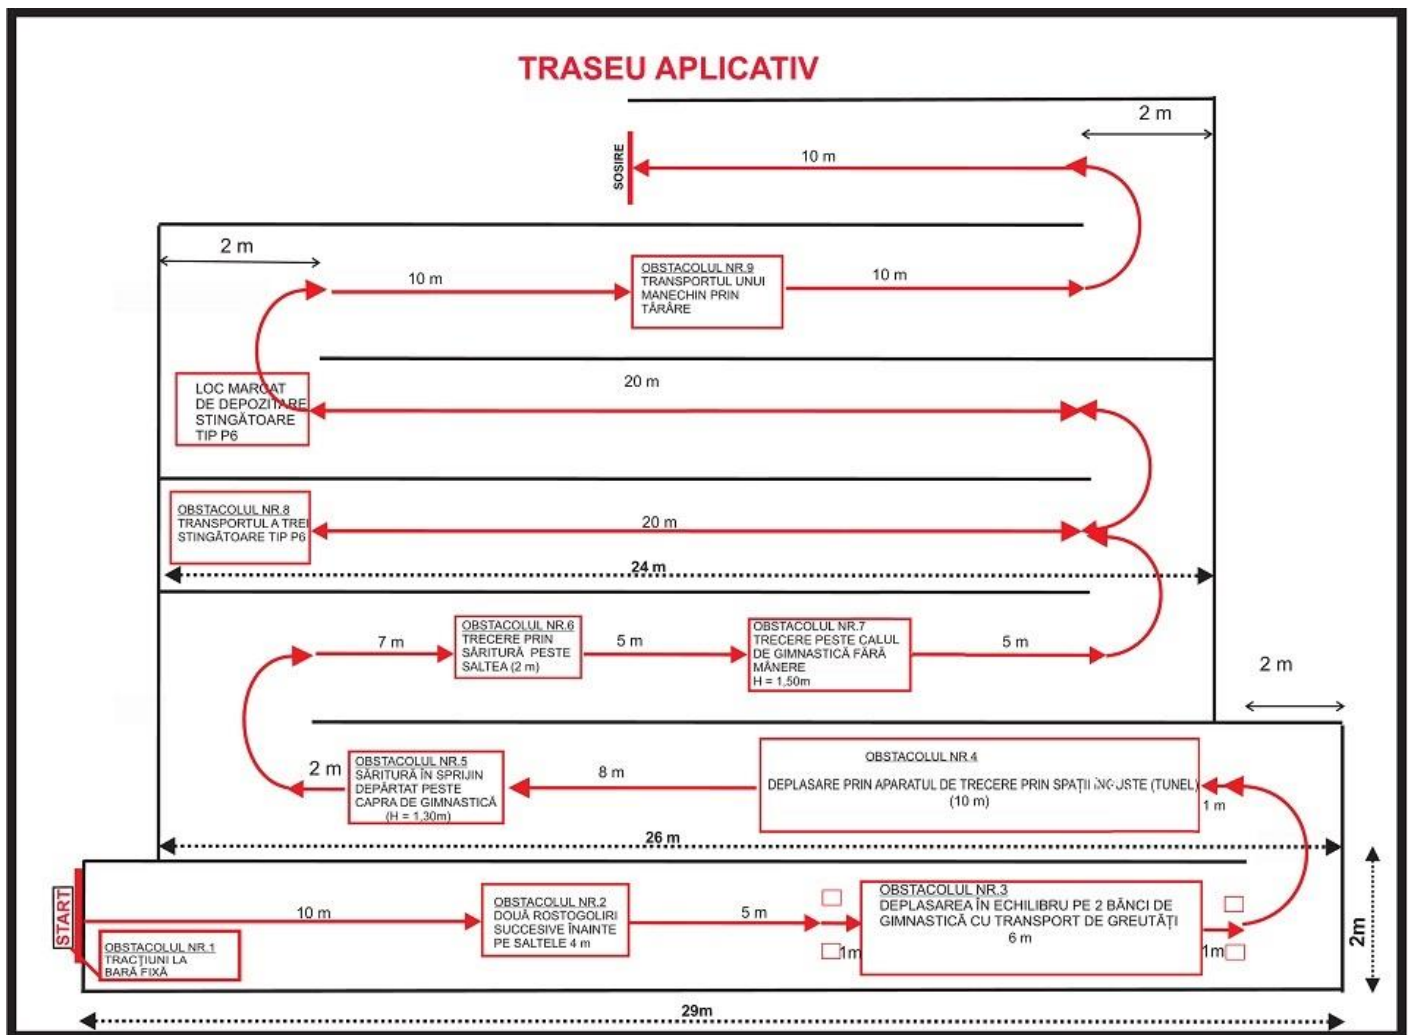 TRASEU APLICATIV
2 m
10 m
SOSIRE
2 m
10 m
OBSTACOLUL NR.9
TRANSPORTUL UNUI
MANECHIN PRIN
TÂRÂRE
10 m
LOC MARCAT
DE DEPOZITARE
STINGĂTOARE
TIP P6
20 m
OBSTACOLUL NR.8
TRANSPORTUL A TREI
STINGĂTOARE TIP P6
20 m
24 m
7 m
OBSTACOLUL NR.6
TRECERE PRIN
SĂRITURĂ PESTE
SALTEA (2 m)
5 m
OBSTACOLUL NR.7
TRECERE PESTE CALUL
DE GIMNASTICĂ FĂRĂ
MÂNERE
H = 1,50m
5 m
2 m
2 m
OBSTACOLUL NR.5
SĂRITURĂ ÎN SPRIJIN
DEPĂRTAT PESTE
CAPRA DE GIMNASTICĂ
(H = 1,30m)
8 m
OBSTACOLUL NR 4
DEPLASARE PRIN APARATUL DE TRECERE PRIN SPAȚII ÎNGUSTE (TUNEL)
(10 m)
1 m
26 m
START
10 m
OBSTACOLUL NR.1
TRACȚIUNI LA
BARĂ FIXĂ
OBSTACOLUL NR.2
DOUĂ ROSTOGOLIRI
SUCCESIVE ÎNAINTE
PE SALTELE 4 m
5 m
1m
OBSTACOLUL NR.3
DEPLASAREA ÎN ECHILIBRU PE 2 BĂNCI DE
GIMNASTICĂ CU TRANSPORT DE GREUTĂȚI
6 m
1m
2m
29m